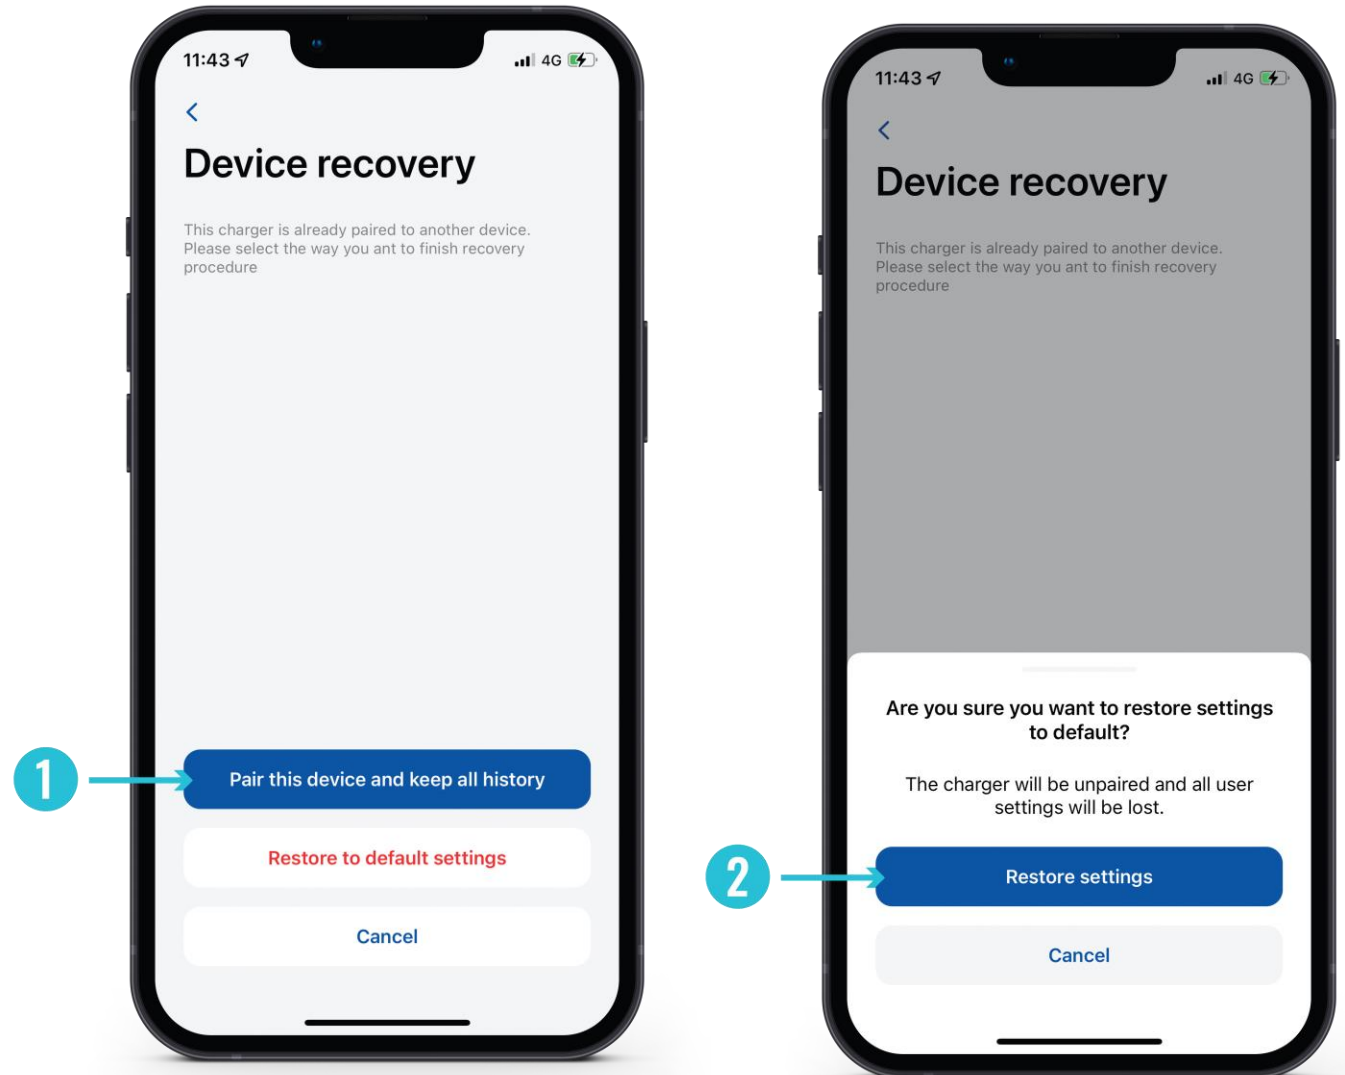 11:43
4G
Device recovery
This charger is already paired to another device.
Please select the way you ant to finish recovery
procedure
1
Pair this device and keep all history
Restore to default settings
Cancel
11:43
4G
Device recovery
This charger is already paired to another device.
Please select the way you ant to finish recovery
procedure
Are you sure you want to restore settings
to default?
The charger will be unpaired and all user
settings will be lost.
2
Restore settings
Cancel